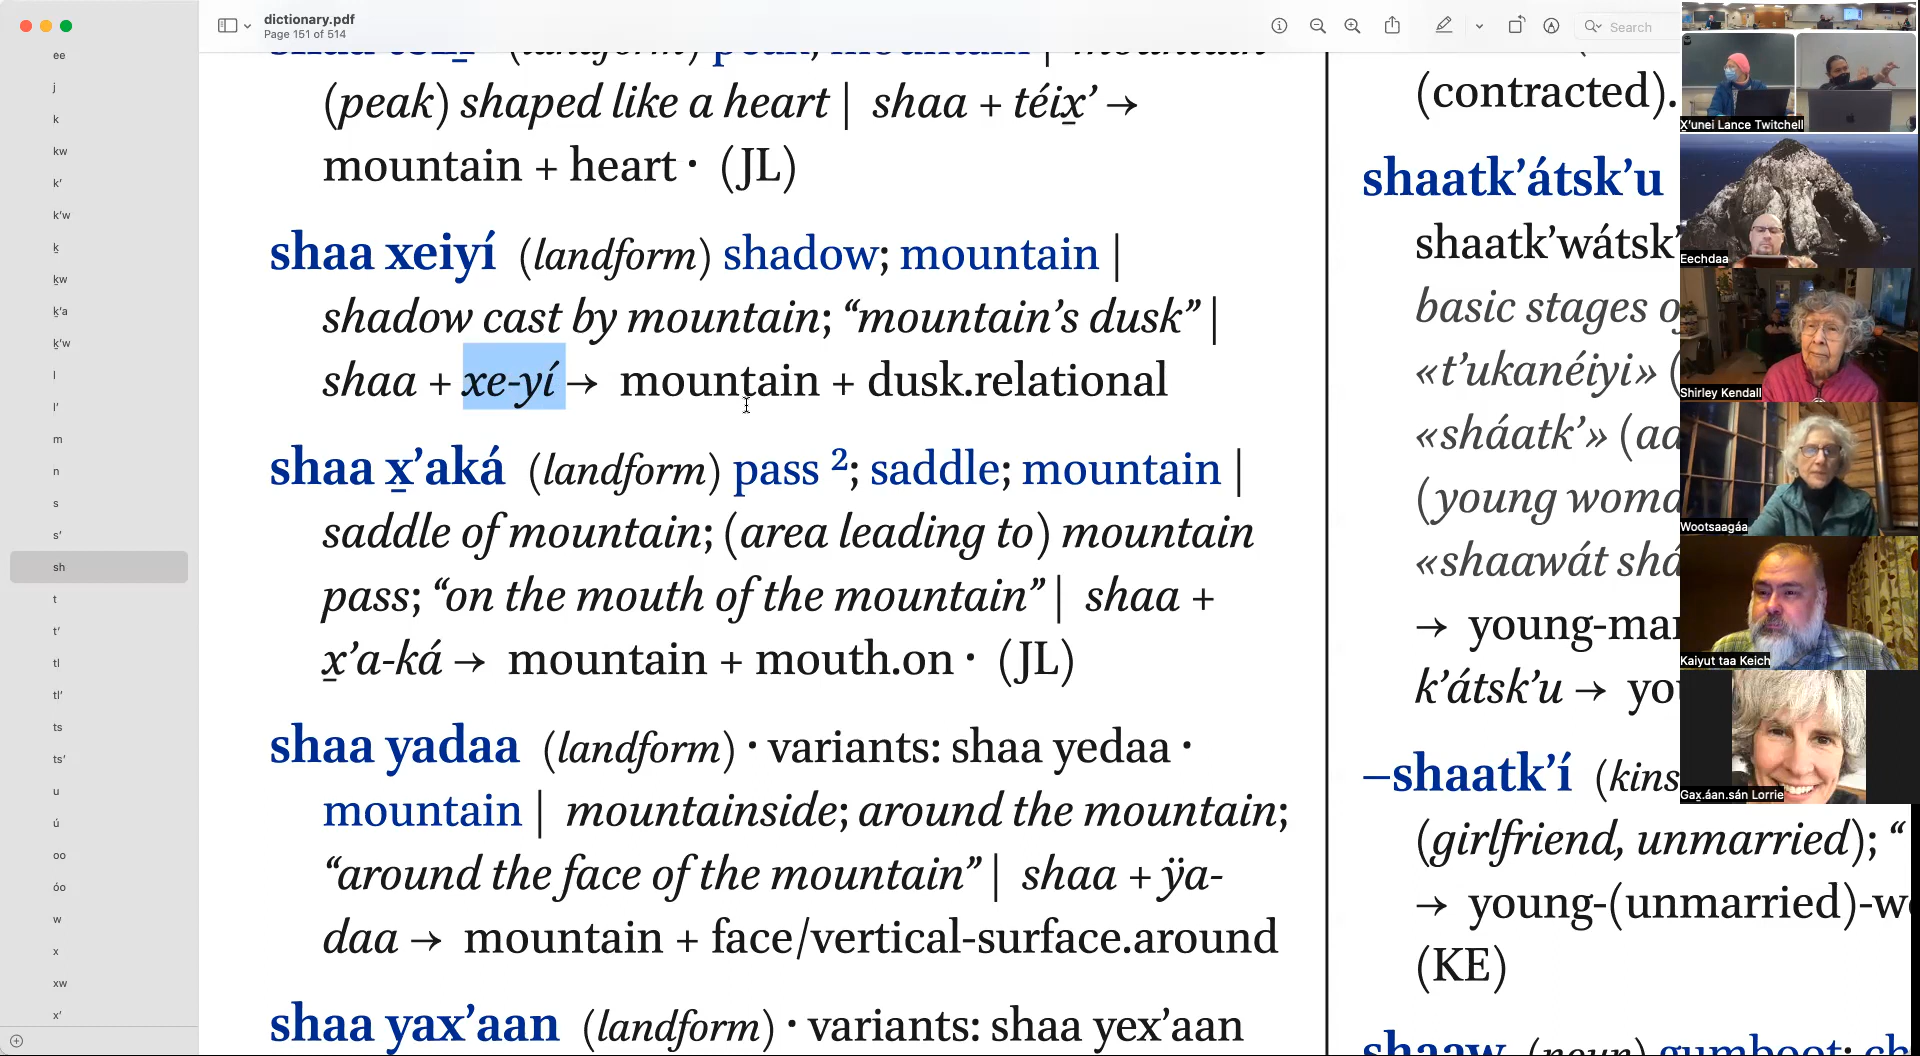 dictionary.pdf
Page 151 of 514
Search
ee
j
k
kw
k’
k’w
ḵ
ḵw
ḵ’a
ḵ’w
l
l’
m
n
s
s’
sh
t
t’
tl
tl’
ts
ts’
u
ú
oo
óo
w
x
xw
x’
(peak) shaped like a heart | shaa + téix̱’ →
mountain + heart · (JL)
shaa xeiyí (landform) shadow; mountain |
shadow cast by mountain; “mountain’s dusk” |
shaa + xe-yí → mountain + dusk.relational
shaa x̱’aká (landform) pass ²; saddle; mountain |
saddle of mountain; (area leading to) mountain
pass; “on the mouth of the mountain” | shaa +
x̱’a-ká → mountain + mouth.on · (JL)
shaa yadaa (landform) · variants: shaa yedaa ·
mountain | mountainside; around the mountain;
“around the face of the mountain” | shaa + ÿa-
daa → mountain + face/vertical-surface.around
shaa yax’aan (landform) · variants: shaa yex’aan
(contracted).
shaatk’átsk’u
shaatk’wátsk’
basic stages
«t’ukanéiyi» (
«sháatk’» (
(young
«shaawát
→ young-
k’átsk’u →
–shaatk’í (
(girlfriend, unmarried); “
→ young-(unmarried)-
(KE)
shaaw (noun) gumboot;
X̱’unei Lance Twitchell
Eechdaa
Shirley Kendall
Wootsaagáa
Kaiyut taa Keich
Gax̱.áan.sán Lorrie